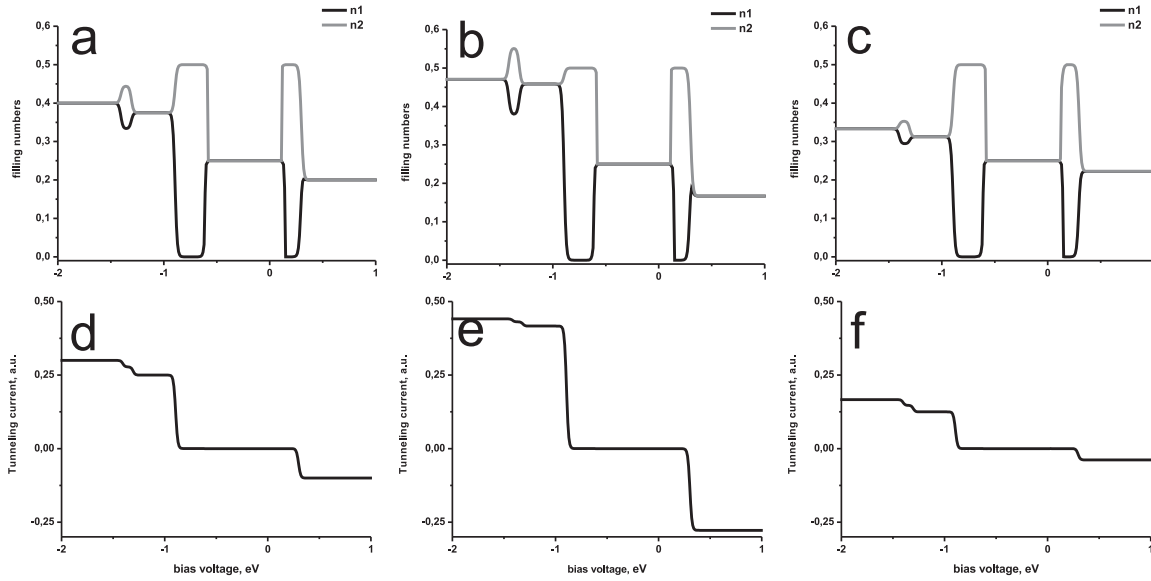 n1
n2
a
0,6
0,5
0,4
0,3
0,2
0,1
0,0
filling numbers
-2
-1
0
1
n1
n2
b
0,6
0,5
0,4
0,3
0,2
0,1
0,0
filling numbers
-2
-1
0
1
n1
n2
c
0,6
0,5
0,4
0,3
0,2
0,1
0,0
filling numbers
-2
-1
0
1
d
0,50
0,25
0,00
-0,25
Tunneling current, a.u.
-2
-1
0
1
bias voltage, eV
e
0,50
0,25
0,00
-0,25
Tunneling current, a.u.
-2
-1
0
1
bias voltage, eV
f
0,50
0,25
0,00
-0,25
Tunneling current, a.u.
-2
-1
0
1
bias voltage, eV